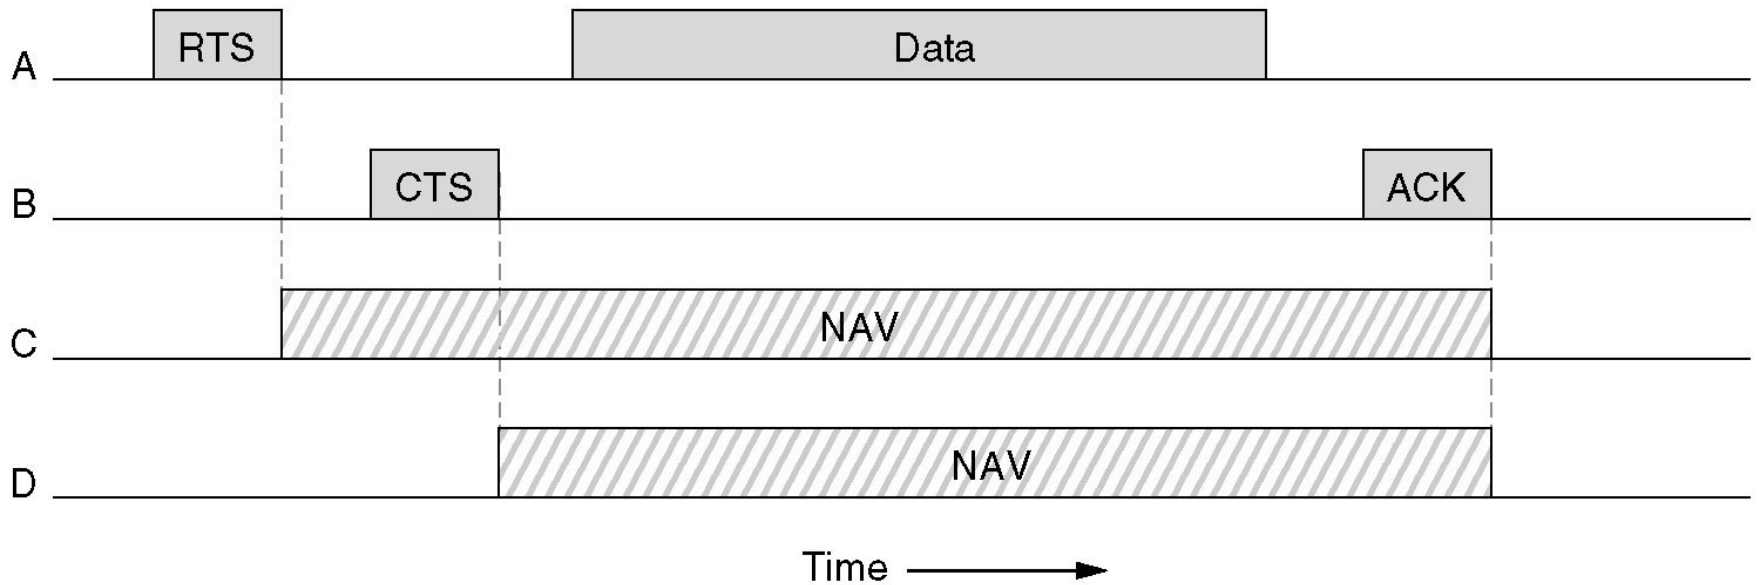 A RTS Data
B CTS ACK
C NAV
D NAV
Time